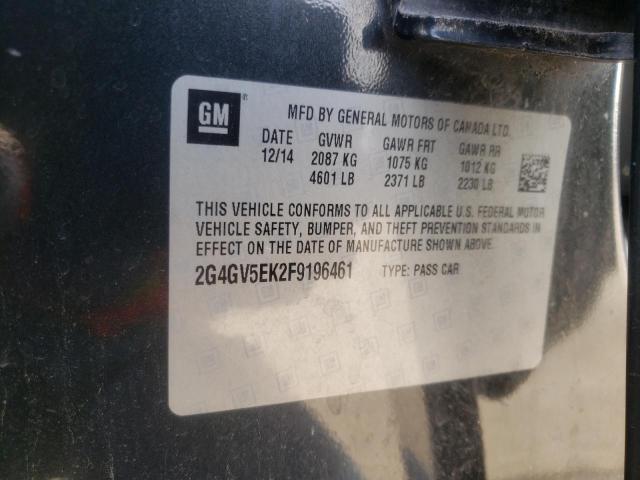 GM ®
MFD BY GENERAL MOTORS OF CANADA LTD.
DATE GVWR GAWR FRT GAWR RR
12/14 2087 KG 1075 KG 1012 KG
4601 LB 2371 LB 2230 LB
THIS VEHICLE CONFORMS TO ALL APPLICABLE U.S. FEDERAL MOTOR
VEHICLE SAFETY, BUMPER, AND THEFT PREVENTION STANDARDS IN
EFFECT ON THE DATE OF MANUFACTURE SHOWN ABOVE.
2G4GV5EK2F9196461 TYPE: PASS CAR